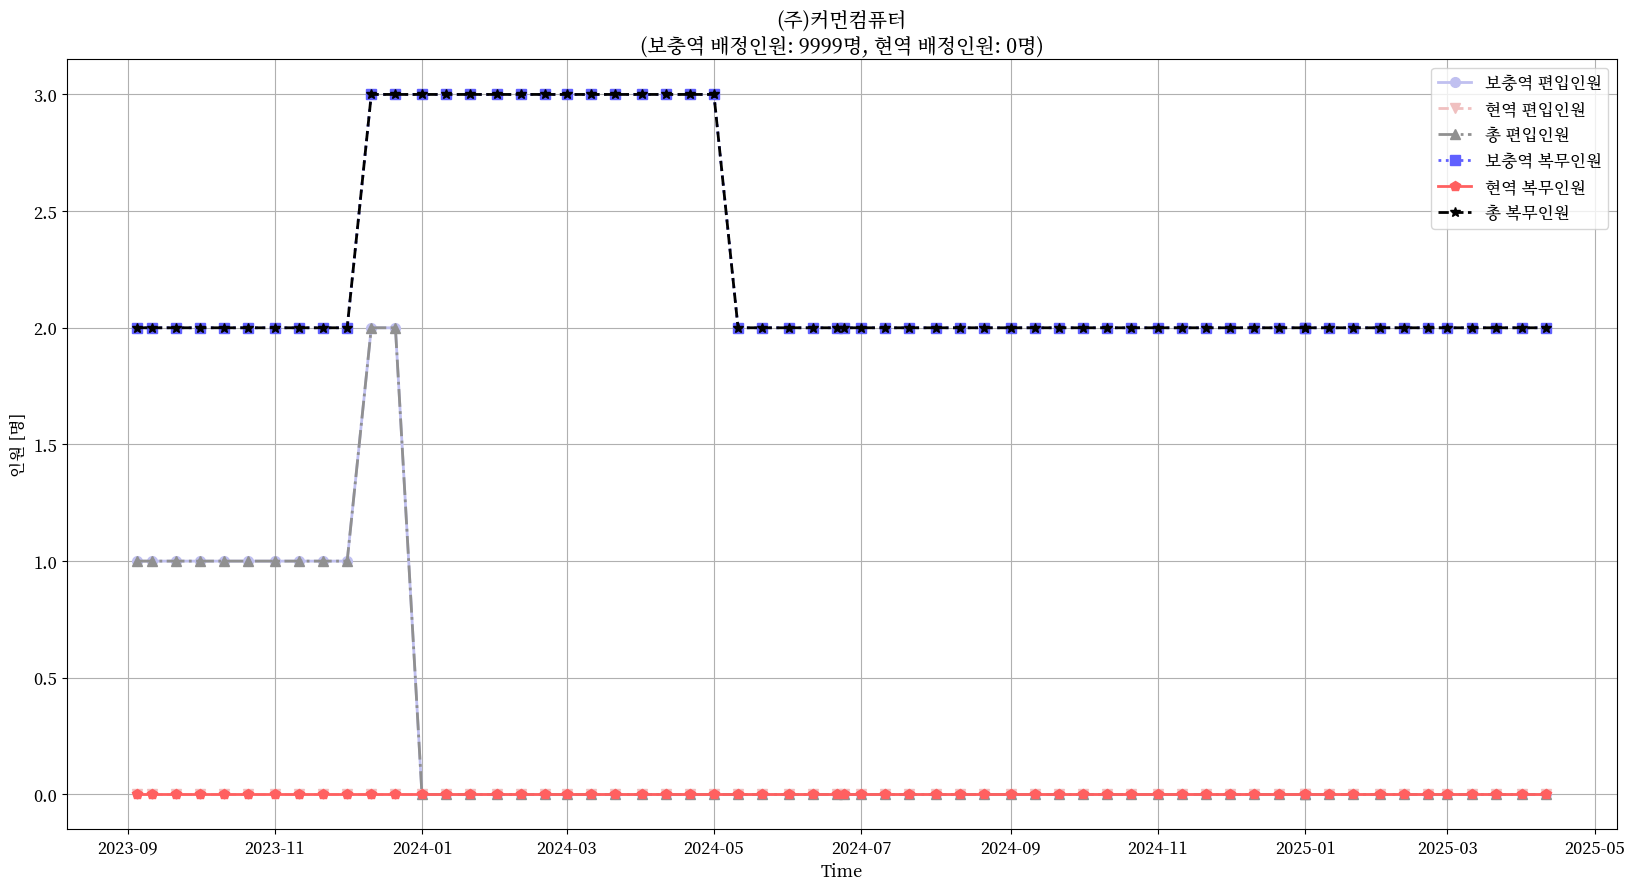 (주)커먼컴퓨터
(보충역 배정인원: 9999명, 현역 배정인원: 0명)
보충역 편입인원
현역 편입인원
총 편입인원
보충역 복무인원
현역 복무인원
총 복무인원
인원 [명]
3.0
2.5
2.0
1.5
1.0
0.5
0.0
2023-09 2023-11 2024-01 2024-03 2024-05 2024-07 2024-09 2024-11 2025-01 2025-03 2025-05
Time